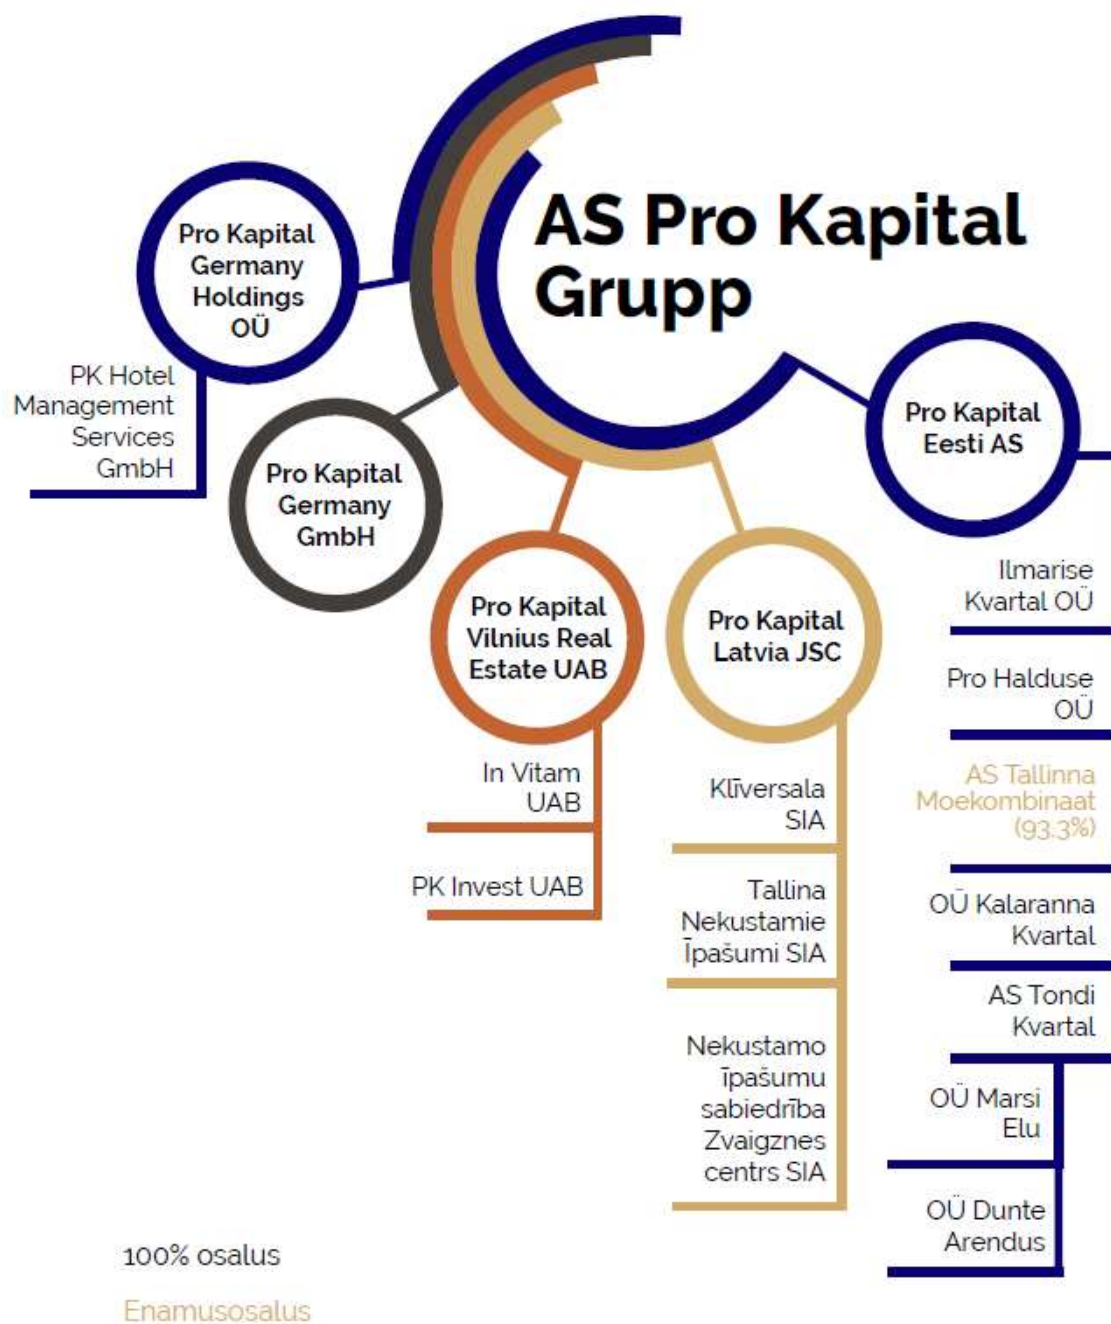 AS Pro Kapital
Grupp
Pro Kapital
Germany
Holdings
OÜ
PK Hotel
Management
Services
GmbH
Pro Kapital
Germany
GmbH
Pro Kapital
Vilnius Real
Estate UAB
In Vitam
UAB
PK Invest UAB
Pro Kapital
Latvia JSC
Klīversala
SIA
Tallina
Nekustamie
Īpašumi SIA
Nekustamo
īpašumu
sabiedrība
Zvaigznes
centrs SIA
Pro Kapital
Eesti AS
Ilmarise
Kvartal OÜ
Pro Halduse
OÜ
AS Tallinna
Moekombinaat
(93,3%)
OÜ Kalaranna
Kvartal
AS Tondi
Kvartal
OÜ Marsi
Elu
OÜ Dunte
Arendus
100% osalus
Enamusosalus